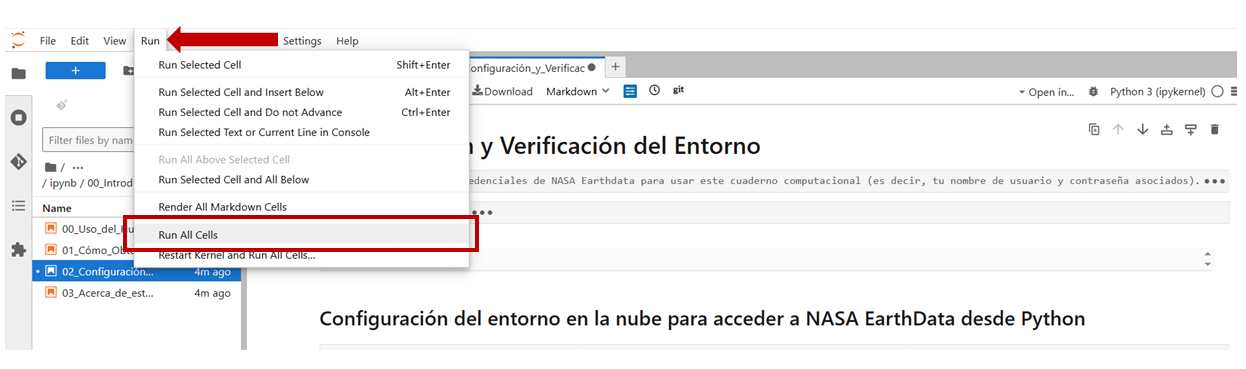 File Edit View Run Settings Help
Run Selected Cell Shift+Enter
Run Selected Cell and Insert Below Alt+Enter
Run Selected Cell and Do not Advance Ctrl+Enter
Run Selected Text or Current Line in Console
Run All Above Selected Cell
Run Selected Cell and All Below
Render All Markdown Cells
Run All Cells
Restart Kernel and Run All Cells...
Filter files by
/ ...
/ ipynb / 00_Introd
Name
00_Uso_del_
01_Cómo_
02_Configuración... 4m ago
03_Acerca_de_est... 4m ago
onfiguración_y_Verificac
Download Markdown git Open in... Python 3 (ipykernel)
y Verificación del Entorno
edenciales de NASA Earthdata para usar este cuaderno computacional (es decir, tu nombre de usuario y contraseña asociados).
Configuración del entorno en la nube para acceder a NASA EarthData desde Python